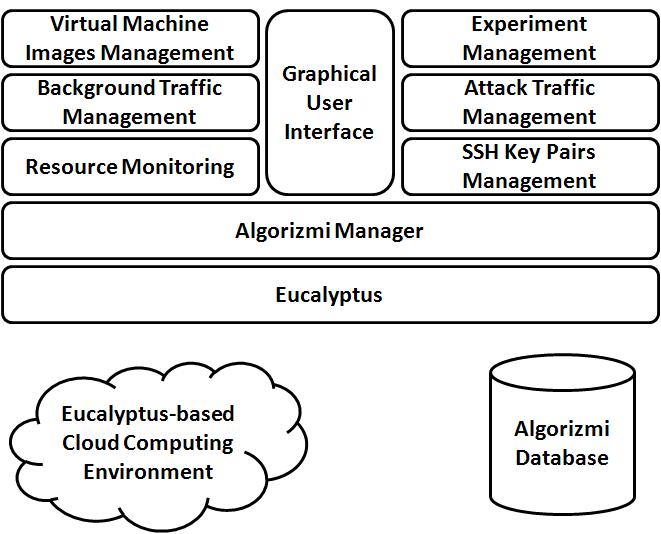 Virtual Machine
Images Management
Background Traffic
Management
Resource Monitoring
Graphical
User
Interface
Experiment
Management
Attack Traffic
Management
SSH Key Pairs
Management
Algorizmi Manager
Eucalyptus
Eucalyptus-based
Cloud Computing
Environment
Algorizmi
Database